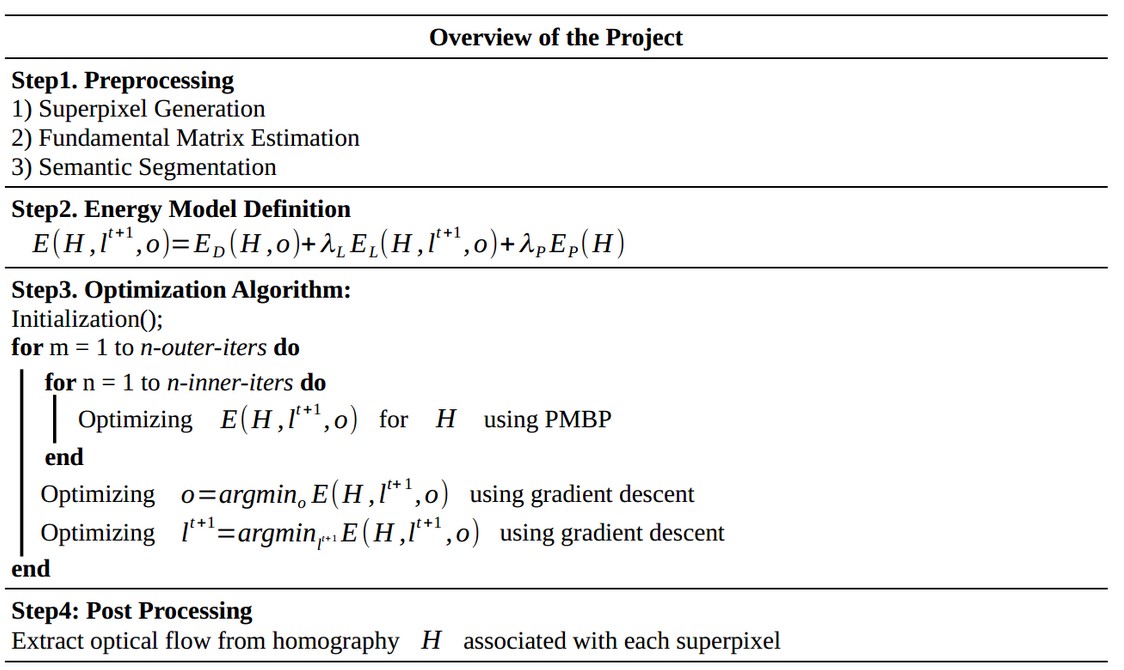 Overview of the Project
Step1. Preprocessing
1) Superpixel Generation
2) Fundamental Matrix Estimation
3) Semantic Segmentation
Step2. Energy Model Definition
E(H,l^{t+1},o)=E_D(H,o)+λ_L E_L(H,l^{t+1},o)+λ_P E_P(H)
Step3. Optimization Algorithm:
Initialization();
for m = 1 to n-outer-iters do
for n = 1 to n-inner-iters do
Optimizing E(H,l^{t+1},o) for H using PMBP
end
Optimizing o=argmin_o E(H,l^{t+1},o) using gradient descent
Optimizing l^{t+1}=argmin_{l^{t+1}} E(H,l^{t+1},o) using gradient descent
end
Step4: Post Processing
Extract optical flow from homography H associated with each superpixel